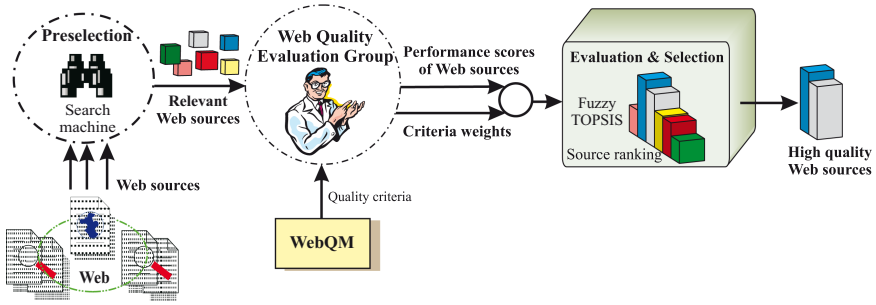 Preselection
Search
machine
Relevant
Web sources
Web sources
Web
Web Quality
Evaluation Group
Quality criteria
WebQM
Performance scores
of Web sources
Criteria weights
Evaluation & Selection
Fuzzy
TOPSIS
Source ranking
High quality
Web sources